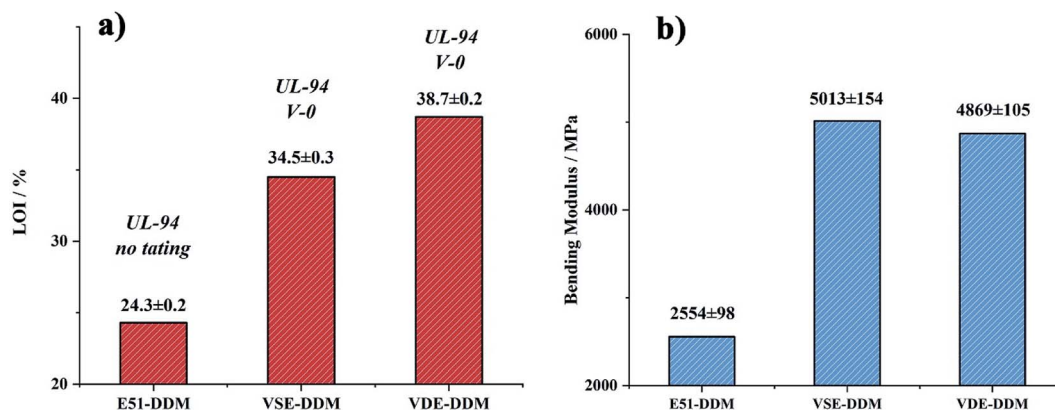 a)
LOI / %
40
30
20
UL-94
no tating
24.3±0.2
UL-94
V-0
34.5±0.3
UL-94
V-0
38.7±0.2
E51-DDM
VSE-DDM
VDE-DDM
b)
Bending Modulus / MPa
6000
4000
2000
2554±98
5013±154
4869±105
E51-DDM
VSE-DDM
VDE-DDM